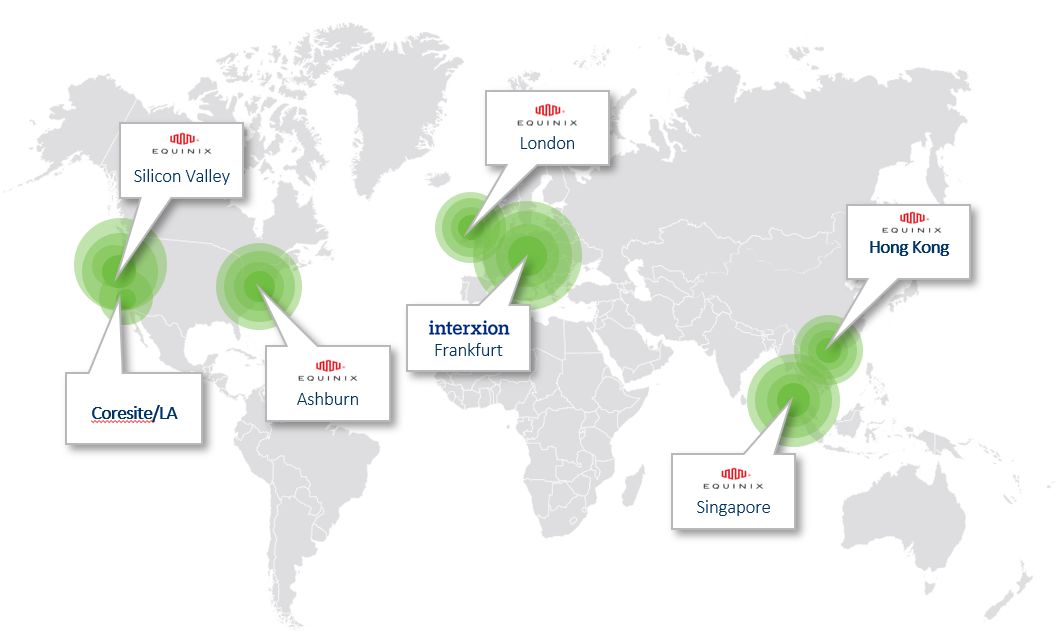 EQUINIX
London
EQUINIX
Silicon Valley
EQUINIX
Hong Kong
interxion
Frankfurt
EQUINIX
Ashburn
Coresite/LA
EQUINIX
Singapore